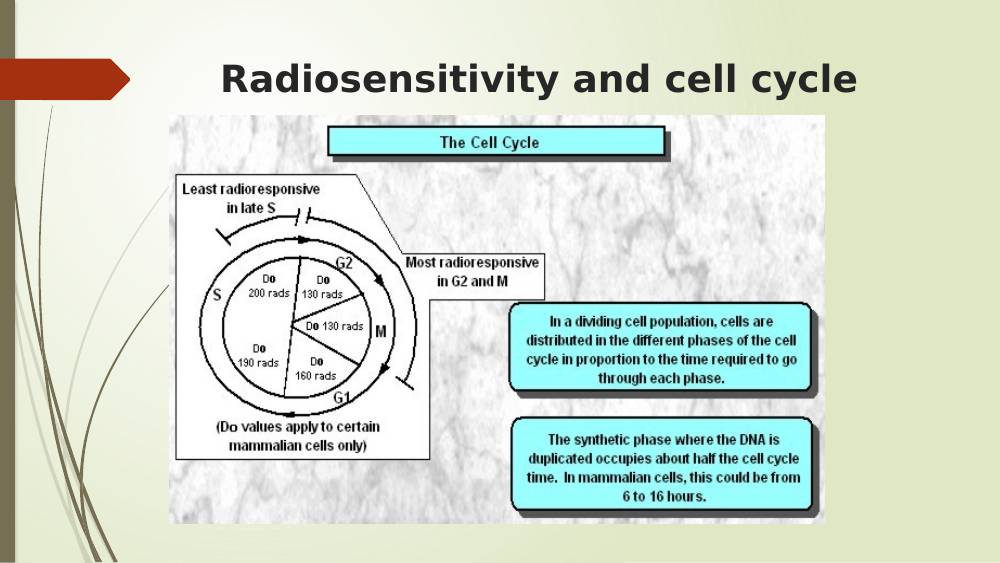 Radiosensitivity and cell cycle
The Cell Cycle
Least radioresponsive
in late S
Most radioresponsive
in G2 and M
G2
S
M
G1
Do
200 rads
Do
130 rads
Do 130 rads
Do
190 rads
Do
160 rads
(Do values apply to certain
mammalian cells only)
In a dividing cell population, cells are
distributed in the different phases of the cell
cycle in proportion to the time required to go
through each phase.
The synthetic phase where the DNA is
duplicated occupies about half the cell cycle
time. In mammalian cells, this could be from
6 to 16 hours.